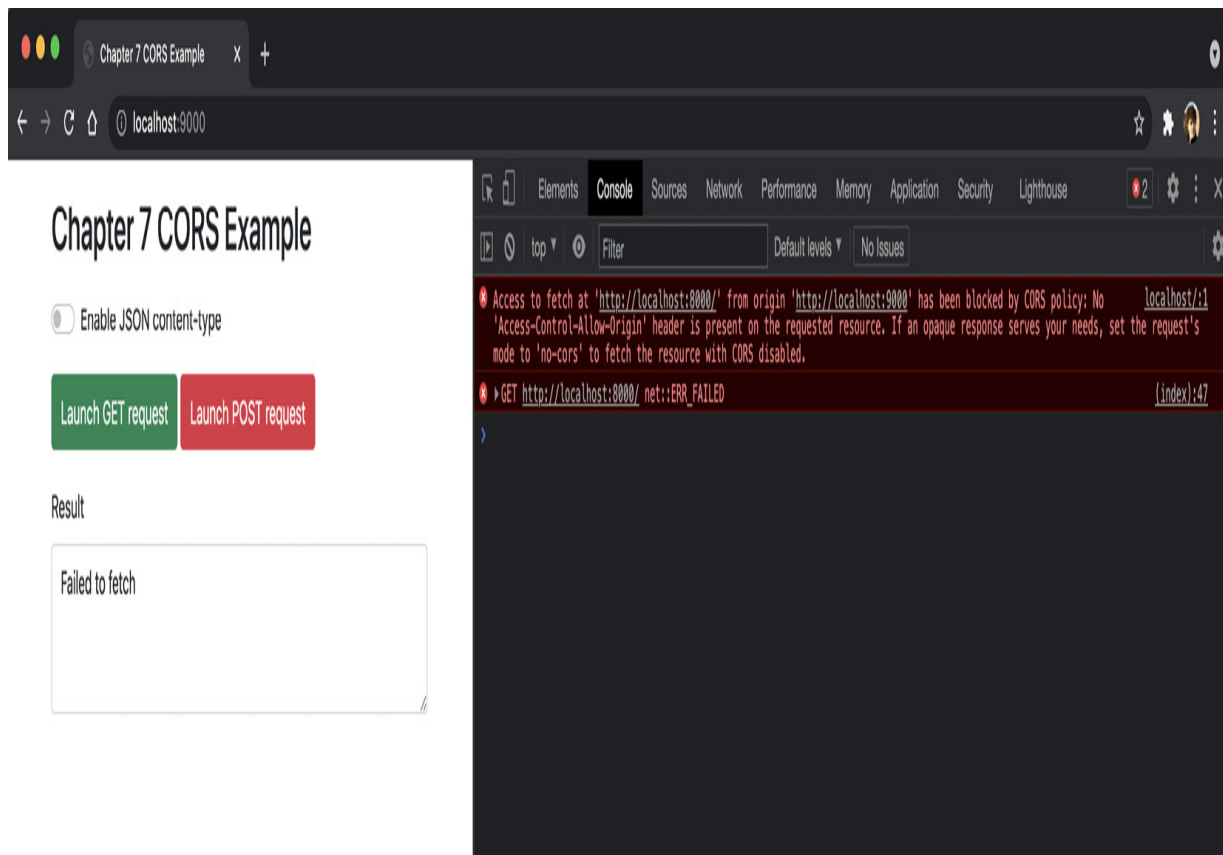 Chapter 7 CORS Example
localhost:9000
Chapter 7 CORS Example
Enable JSON content-type
Launch GET request Launch POST request
Result
Failed to fetch
Elements Console Sources Network Performance Memory Application Security Lighthouse 2
top Filter Default levels No Issues
Access to fetch at 'http://localhost:8000/' from origin 'http://localhost:9000' has been blocked by CORS policy: No localhost/:1
'Access-Control-Allow-Origin' header is present on the requested resource. If an opaque response serves your needs, set the request's
mode to 'no-cors' to fetch the resource with CORS disabled.
GET http://localhost:8000/ net::ERR_FAILED (index):47